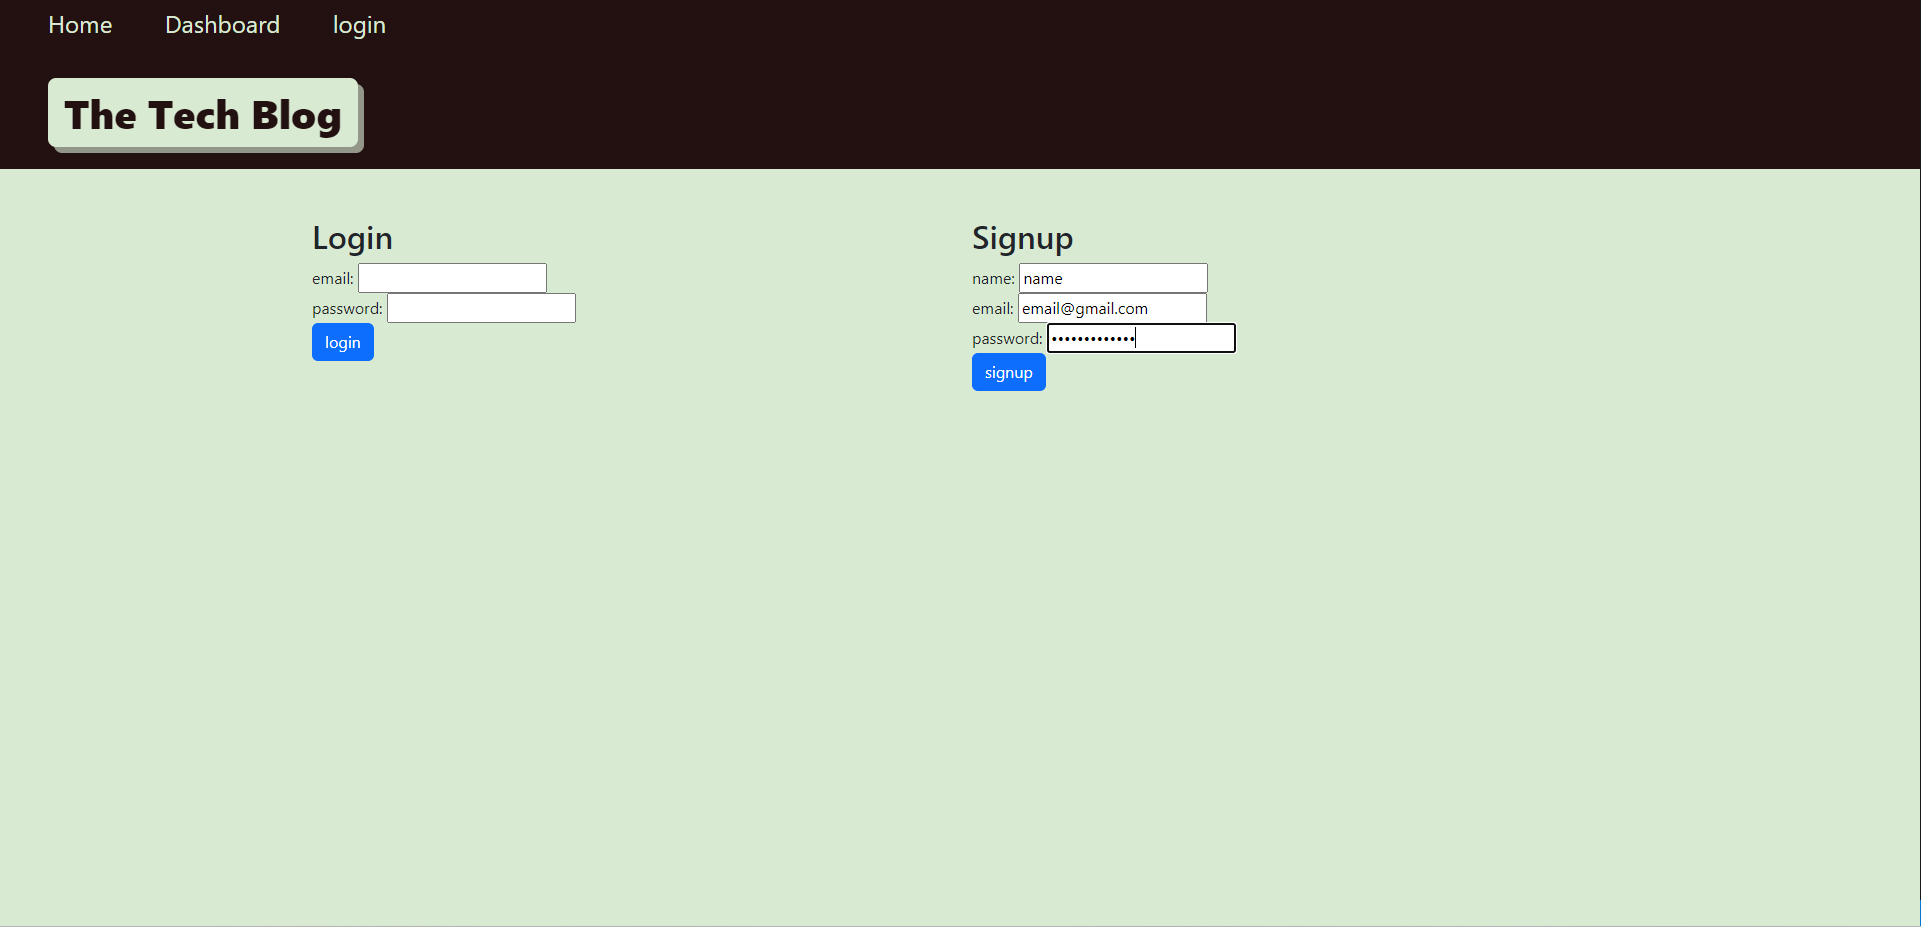 Home Dashboard login
The Tech Blog
Login
email:
password:
login
Signup
name: name
email: email@gmail.com
password: •••••••••••••
signup